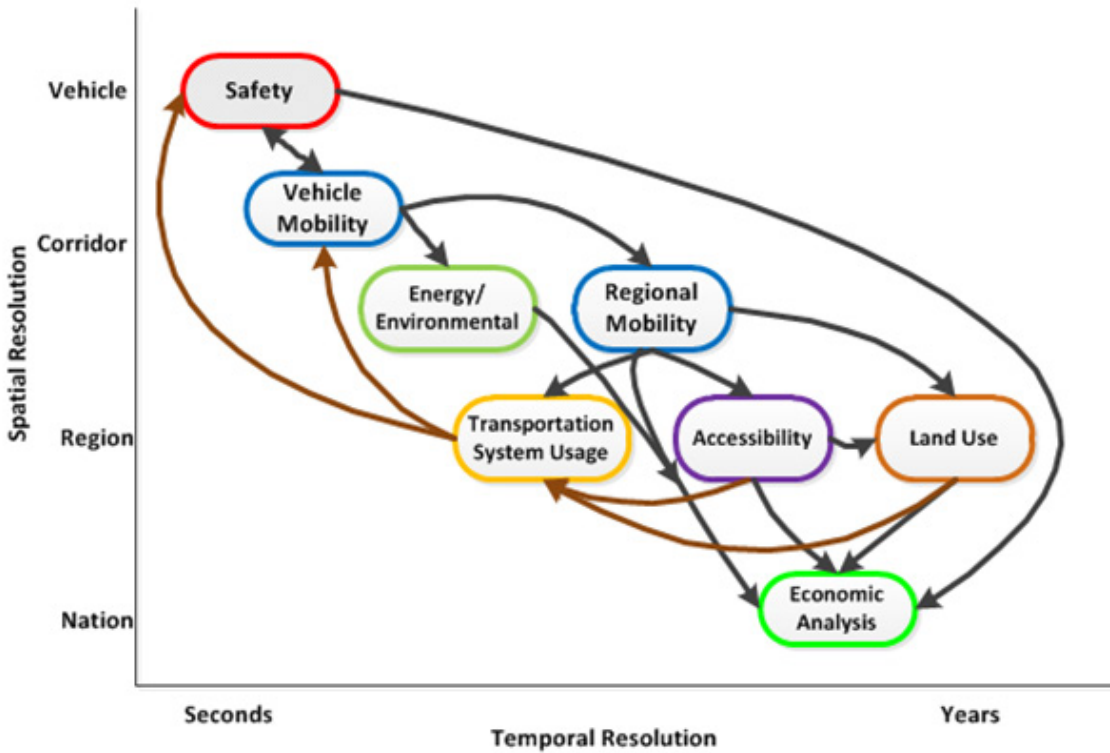 Vehicle
Safety
Vehicle
Mobility
Corridor
Energy/
Environmental
Regional
Mobility
Spatial Resolution
Region
Transportation
System Usage
Accessibility
Land Use
Nation
Economic
Analysis
Seconds
Years
Temporal Resolution